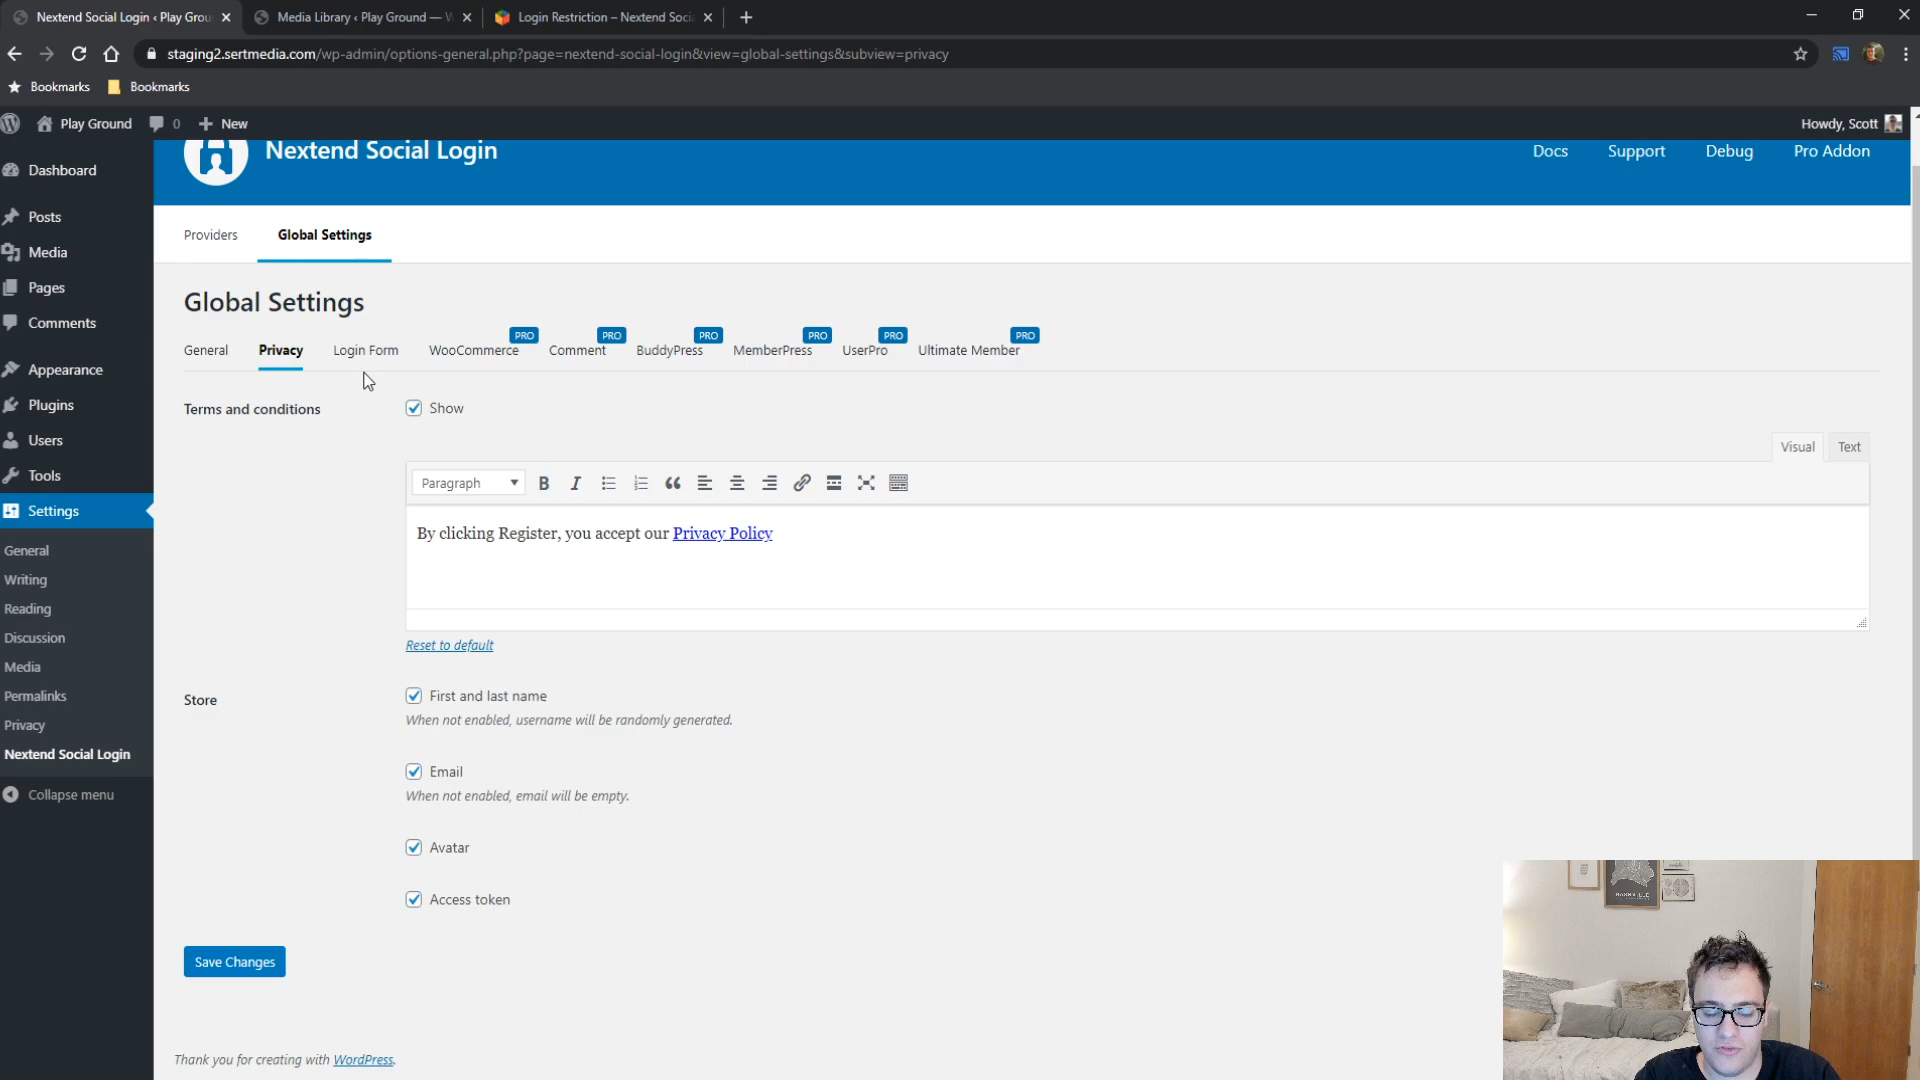 Nextend Social Login ‹ Play Grou
Media Library ‹ Play Ground — W
Login Restriction – Nextend Soci
staging2.sertmedia.com/wp-admin/options-general.php?page=nextend-social-login&view=global-settings&subview=privacy
Bookmarks Bookmarks
Play Ground 0 New Howdy, Scott
Nextend Social Login Docs Support Debug Pro Addon
Dashboard
Posts
Media
Pages
Comments
Appearance
Plugins
Users
Tools
Settings
General
Writing
Reading
Discussion
Media
Permalinks
Privacy
Nextend Social Login
Collapse menu
Providers Global Settings
Global Settings
PRO PRO PRO PRO PRO PRO
General Privacy Login Form WooCommerce Comment BuddyPress MemberPress UserPro Ultimate Member
Terms and conditions Show
Visual Text
Paragraph B I
By clicking Register, you accept our Privacy Policy
Reset to default
Store First and last name
When not enabled, username will be randomly generated.
Email
When not enabled, email will be empty.
Avatar
Access token
Save Changes
Thank you for creating with WordPress.
NASHVILLE